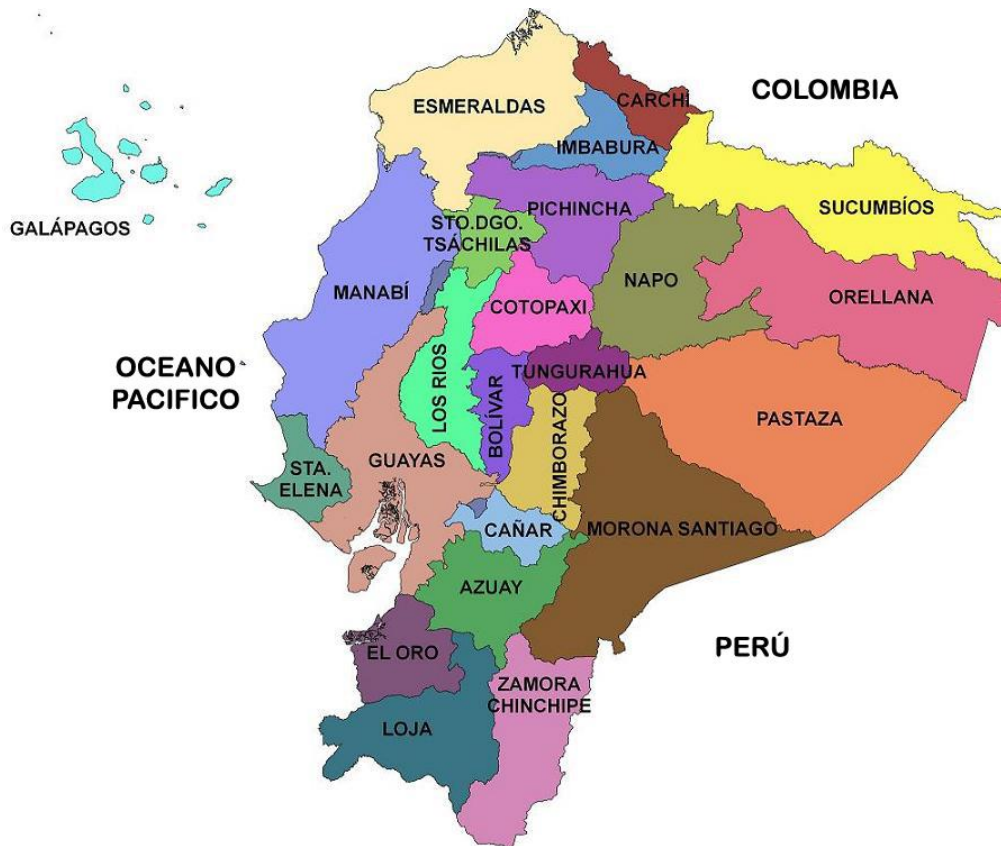 ESMERALDAS
CARCHI
COLOMBIA
IMBABURA
SUCUMBÍOS
PICHINCHA
GALÁPAGOS
STO.DGO.
TSÁCHILAS
NAPO
MANABÍ
ORELLANA
COTOPAXI
OCEANO
PACIFICO
LOS RIOS
TUNGURAHUA
BOLÍVAR
CHIMBORAZO
PASTAZA
GUAYAS
STA.
ELENA
CAÑAR
MORONA SANTIAGO
AZUAY
PERÚ
EL ORO
ZAMORA
CHINCHIPE
LOJA